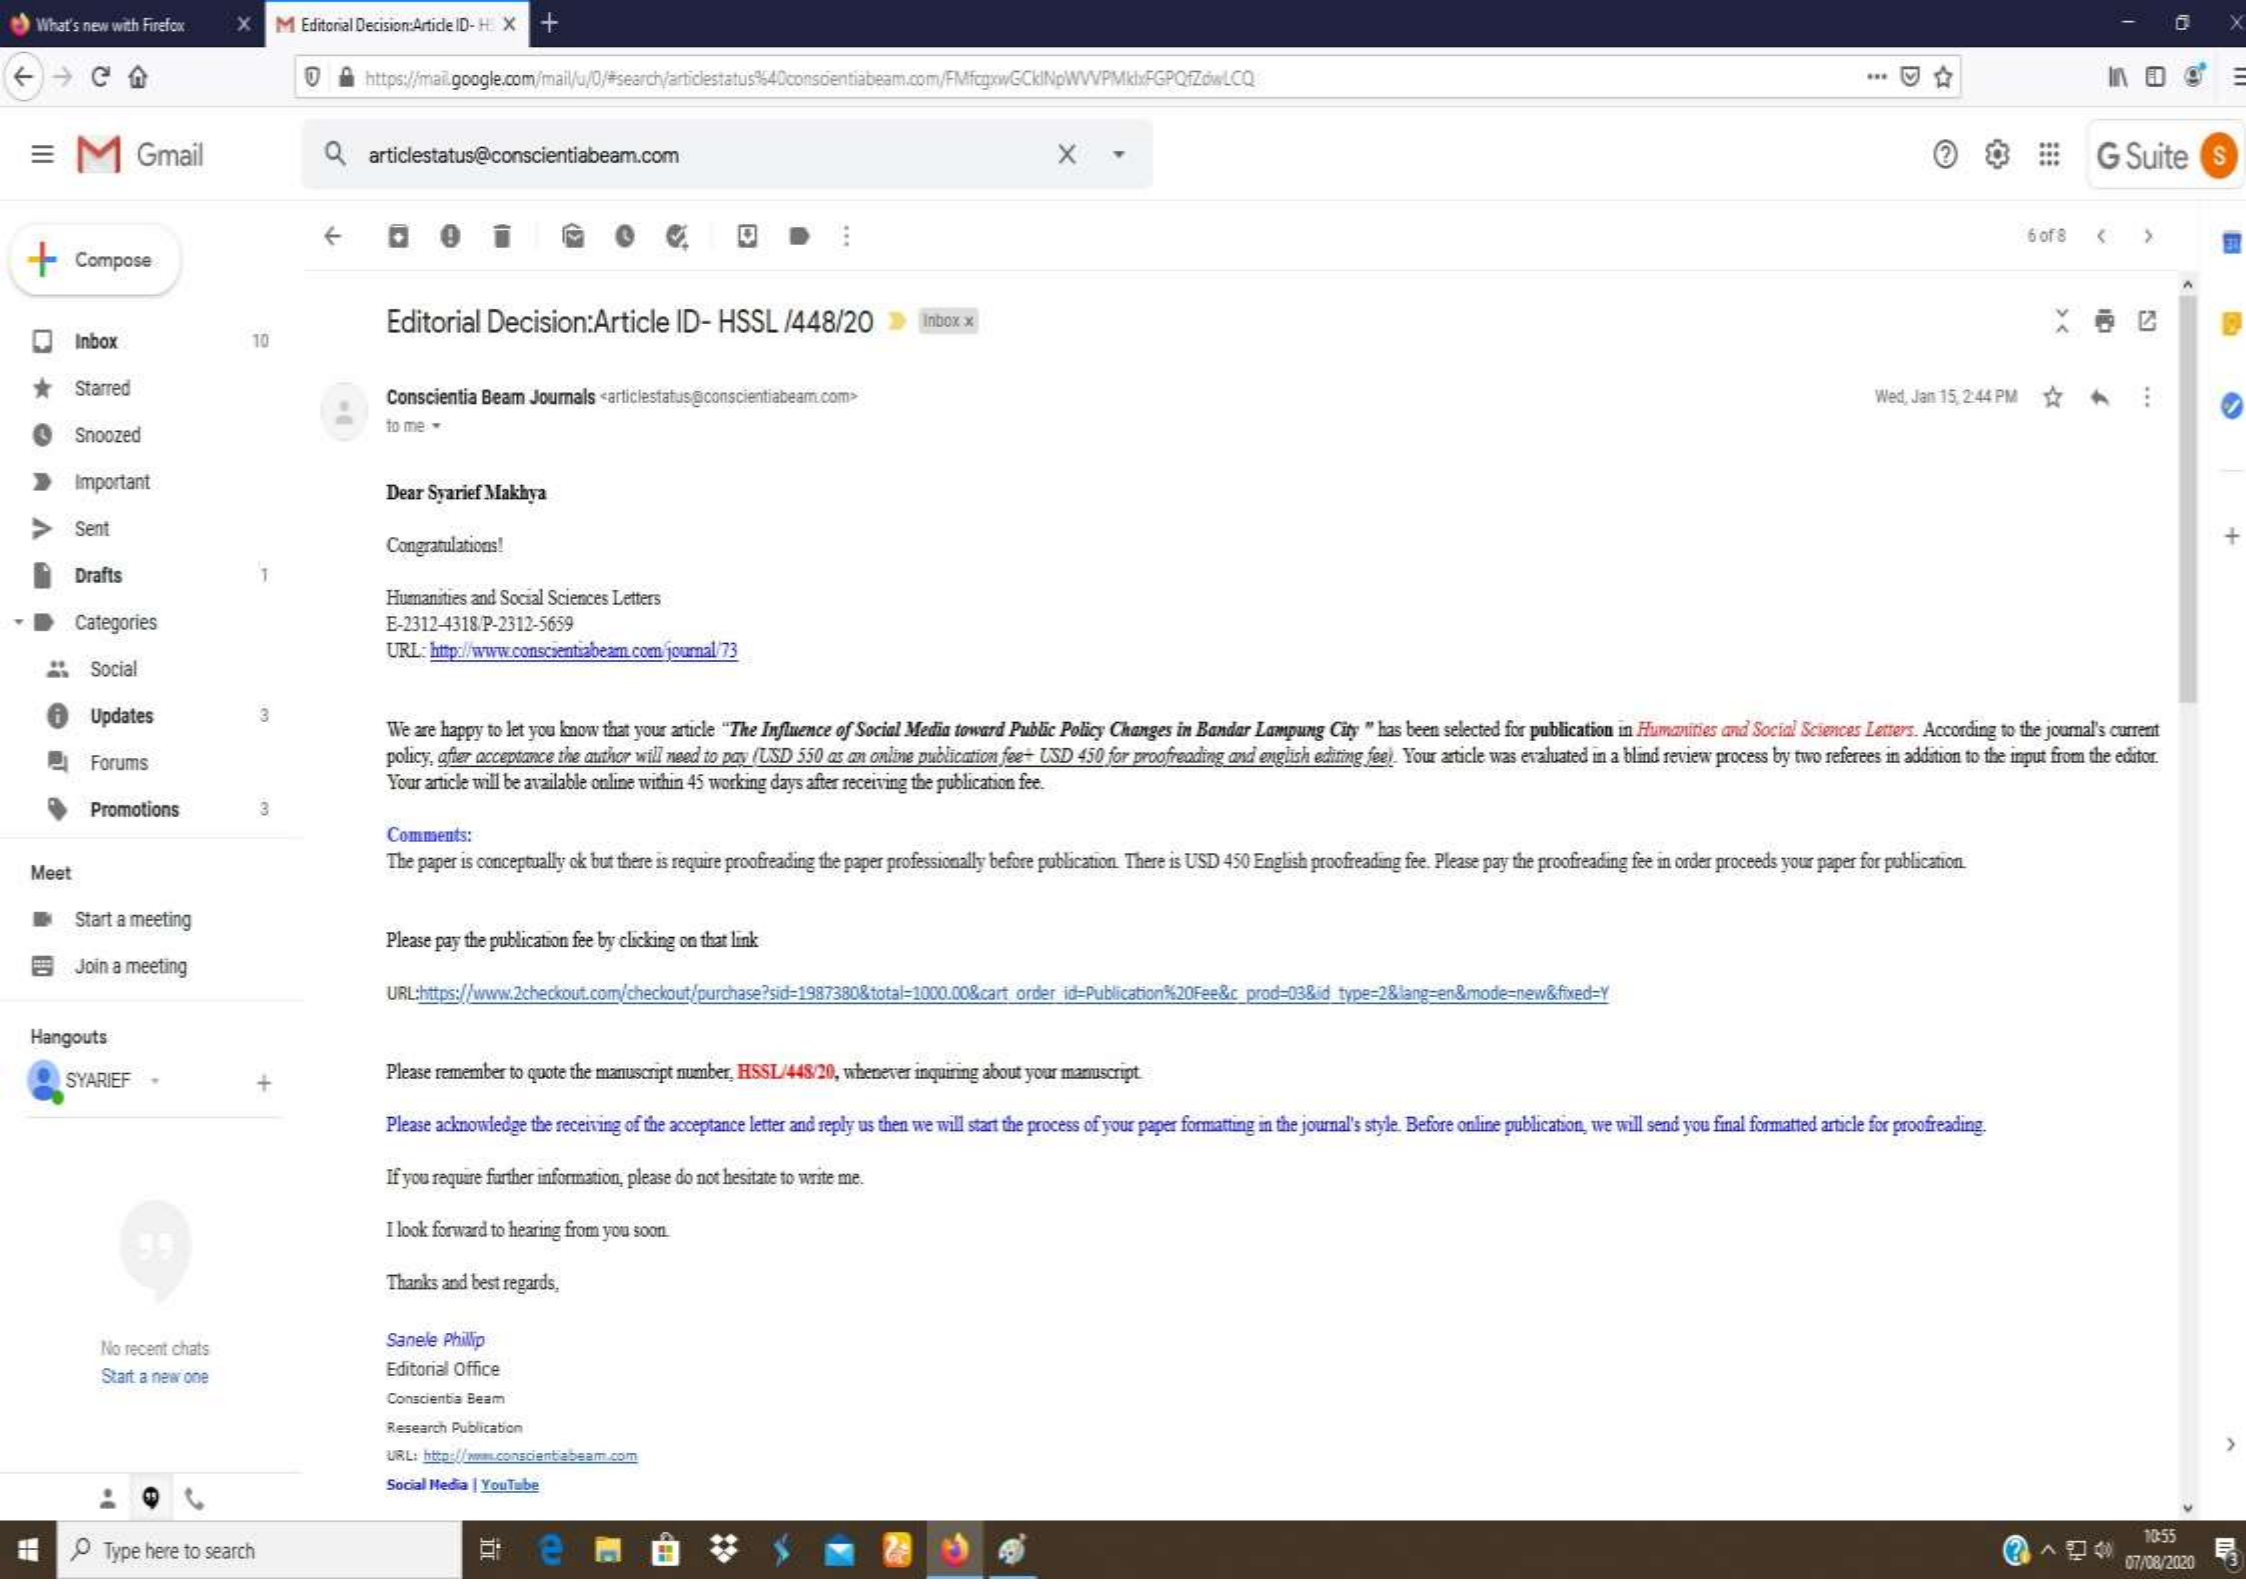 What's new with Firefox
Editorial Decision:Article ID- H
https://mail.google.com/mail/u/0/#search/articlestatus%40conscientiabeam.com/
Gmail
articlestatus@conscientiabeam.com
G Suite
S
Compose
6 of 8
Inbox 10
Starred
Snoozed
Important
Sent
Drafts 1
Categories
Social
Updates 3
Forums
Promotions 3
Meet
Start a meeting
Join a meeting
Hangouts
SYARIEF
No recent chats
Start a new one
Editorial Decision:Article ID- HSSL /448/20 Inbox x
Conscientia Beam Journals <articlestatus@conscientiabeam.com>
Wed, Jan 15, 2:44 PM
to me
Dear Syarief Makhya
Congratulations!
Humanities and Social Sciences Letters
E-2312-4318/P-2312-5659
URL: http://www.conscientiabeam.com/journal/73
We are happy to let you know that your article "The Influence of Social Media toward Public Policy Changes in Bandar Lampung City " has been selected for publication in Humanities and Social Sciences Letters. According to the journal's current
policy, after acceptance the author will need to pay (USD 550 as an online publication fee+ USD 450 for proofreading and english editing fee). Your article was evaluated in a blind review process by two referees in addition to the input from the editor.
Your article will be available online within 45 working days after receiving the publication fee.
Comments:
The paper is conceptually ok but there is require proofreading the paper professionally before publication. There is USD 450 English proofreading fee. Please pay the proofreading fee in order proceeds your paper for publication.
Please pay the publication fee by clicking on that link
URL:https://www.2checkout.com/checkout/purchase?sid=1987380&total=1000.00&cart_order_id=Publication%20Fee&c_prod=03&id_type=2&lang=en&mode=new&fixed=Y
Please remember to quote the manuscript number, HSSL/448/20, whenever inquiring about your manuscript.
Please acknowledge the receiving of the acceptance letter and reply us then we will start the process of your paper formatting in the journal's style. Before online publication, we will send you final formatted article for proofreading.
If you require further information, please do not hesitate to write me.
I look forward to hearing from you soon.
Thanks and best regards,
Sanele Phillip
Editorial Office
Conscientia Beam
Research Publication
URL: http://www.conscientiabeam.com
Social Media | YouTube
Type here to search
10:55
07/08/2020
3